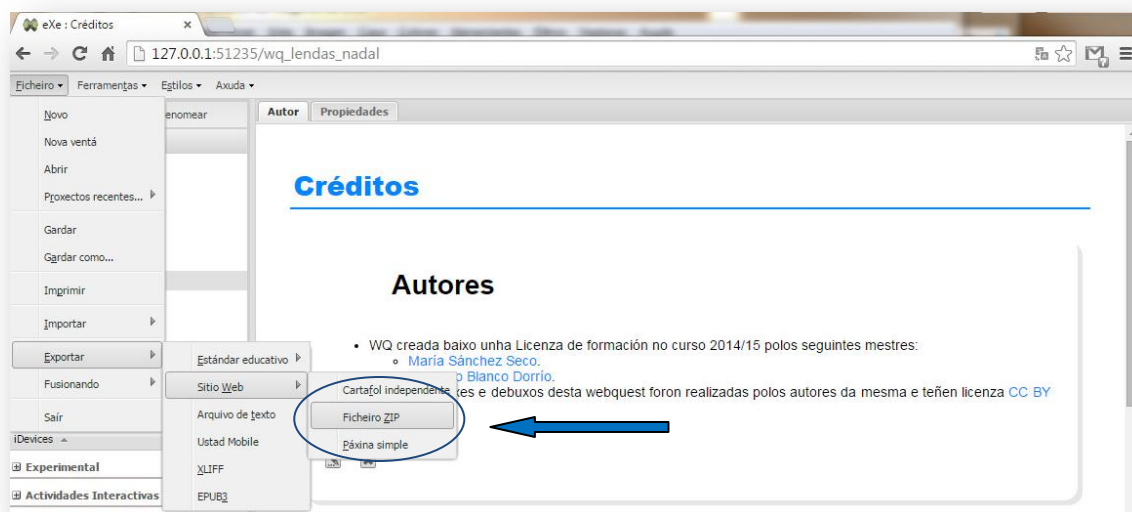 eXe : Créditos
127.0.0.1:51235/wq_lendas_nadal
Ficheiro Ferramentas Estilos Axuda
Novo
Nova ventá
Abrir
Proxectos recentes...
Gardar
Gardar como...
Imprimir
Importar
Exportar
Fusionando
Saír
iDevices
Experimental
Actividades Interactivas
enomear
Estándar educativo
Sitio Web
Arquivo de texto
Ustad Mobile
XLIFF
EPUB3
Cartafol independente
Ficheiro ZIP
Páxina simple
Autor Propiedades
Créditos
Autores
WQ creada baixo unha Licenza de formación no curso 2014/15 polos seguintes mestres:
María Sánchez Seco.
Blanco Dorrío.
xes e debuxos desta webquest foron realizadas polos autores da mesma e teñen licenza CC BY